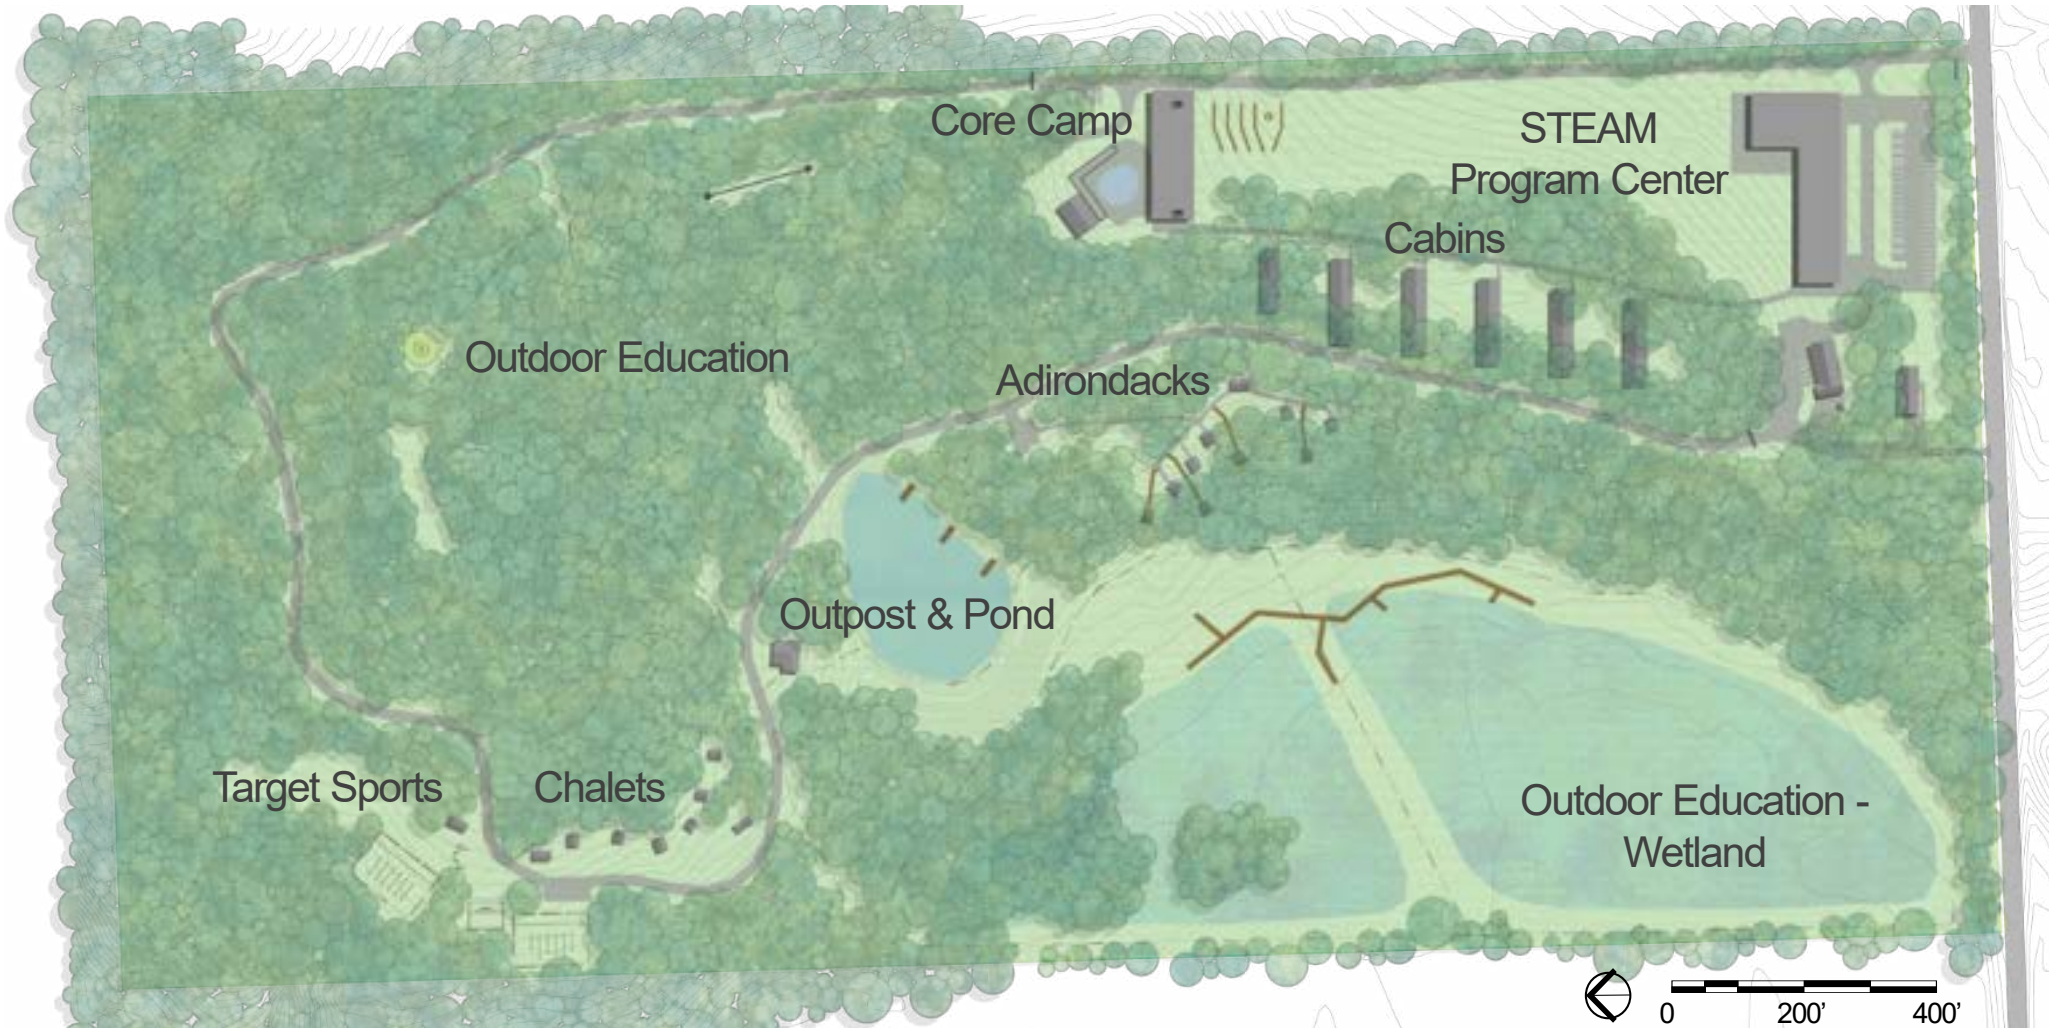 Core Camp
STEAM
Program Center
Cabins
Outdoor Education
Adirondacks
Outpost & Pond
Target Sports
Chalets
Outdoor Education -
Wetland
0 200’ 400’